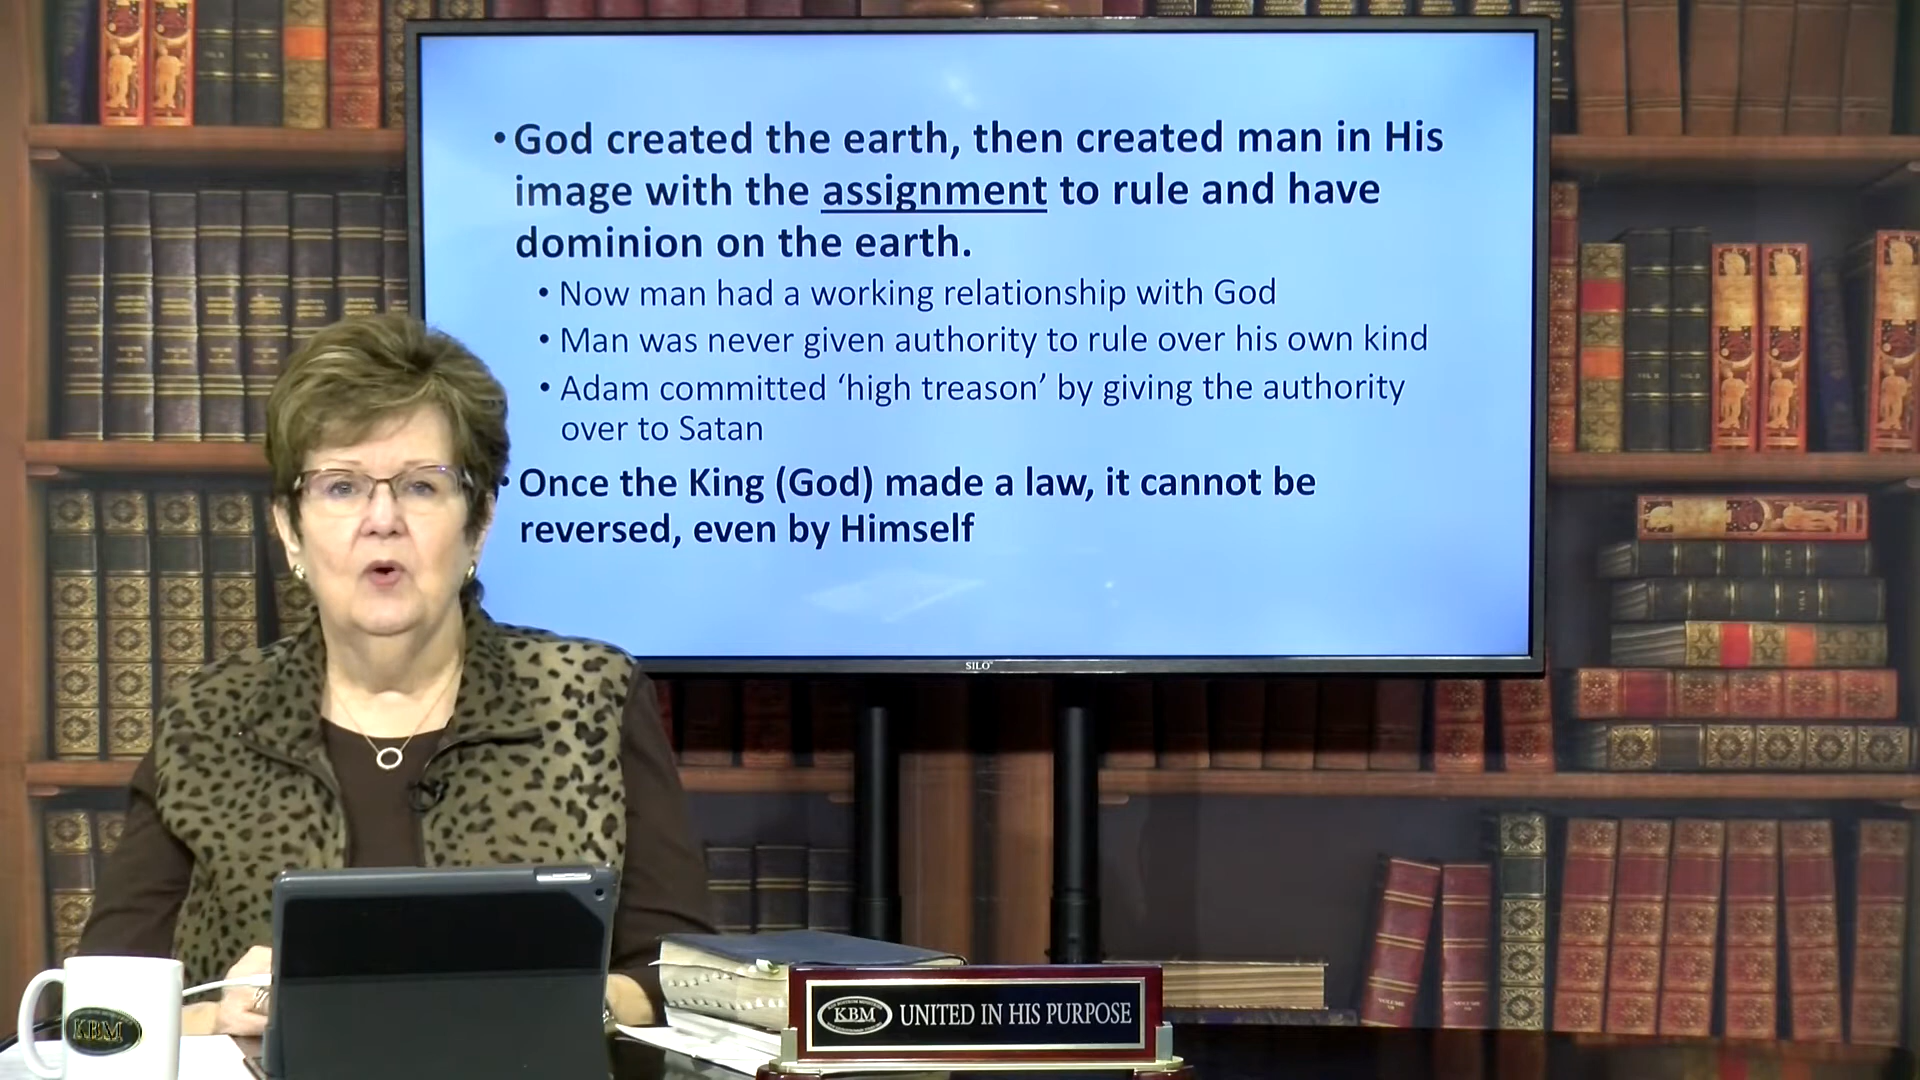 • God created the earth, then created man in His
image with the assignment to rule and have
dominion on the earth.
• Now man had a working relationship with God
• Man was never given authority to rule over his own kind
• Adam committed ‘high treason’ by giving the authority
over to Satan
• Once the King (God) made a law, it cannot be
reversed, even by Himself
SILO
KBM
KBM UNITED IN HIS PURPOSE